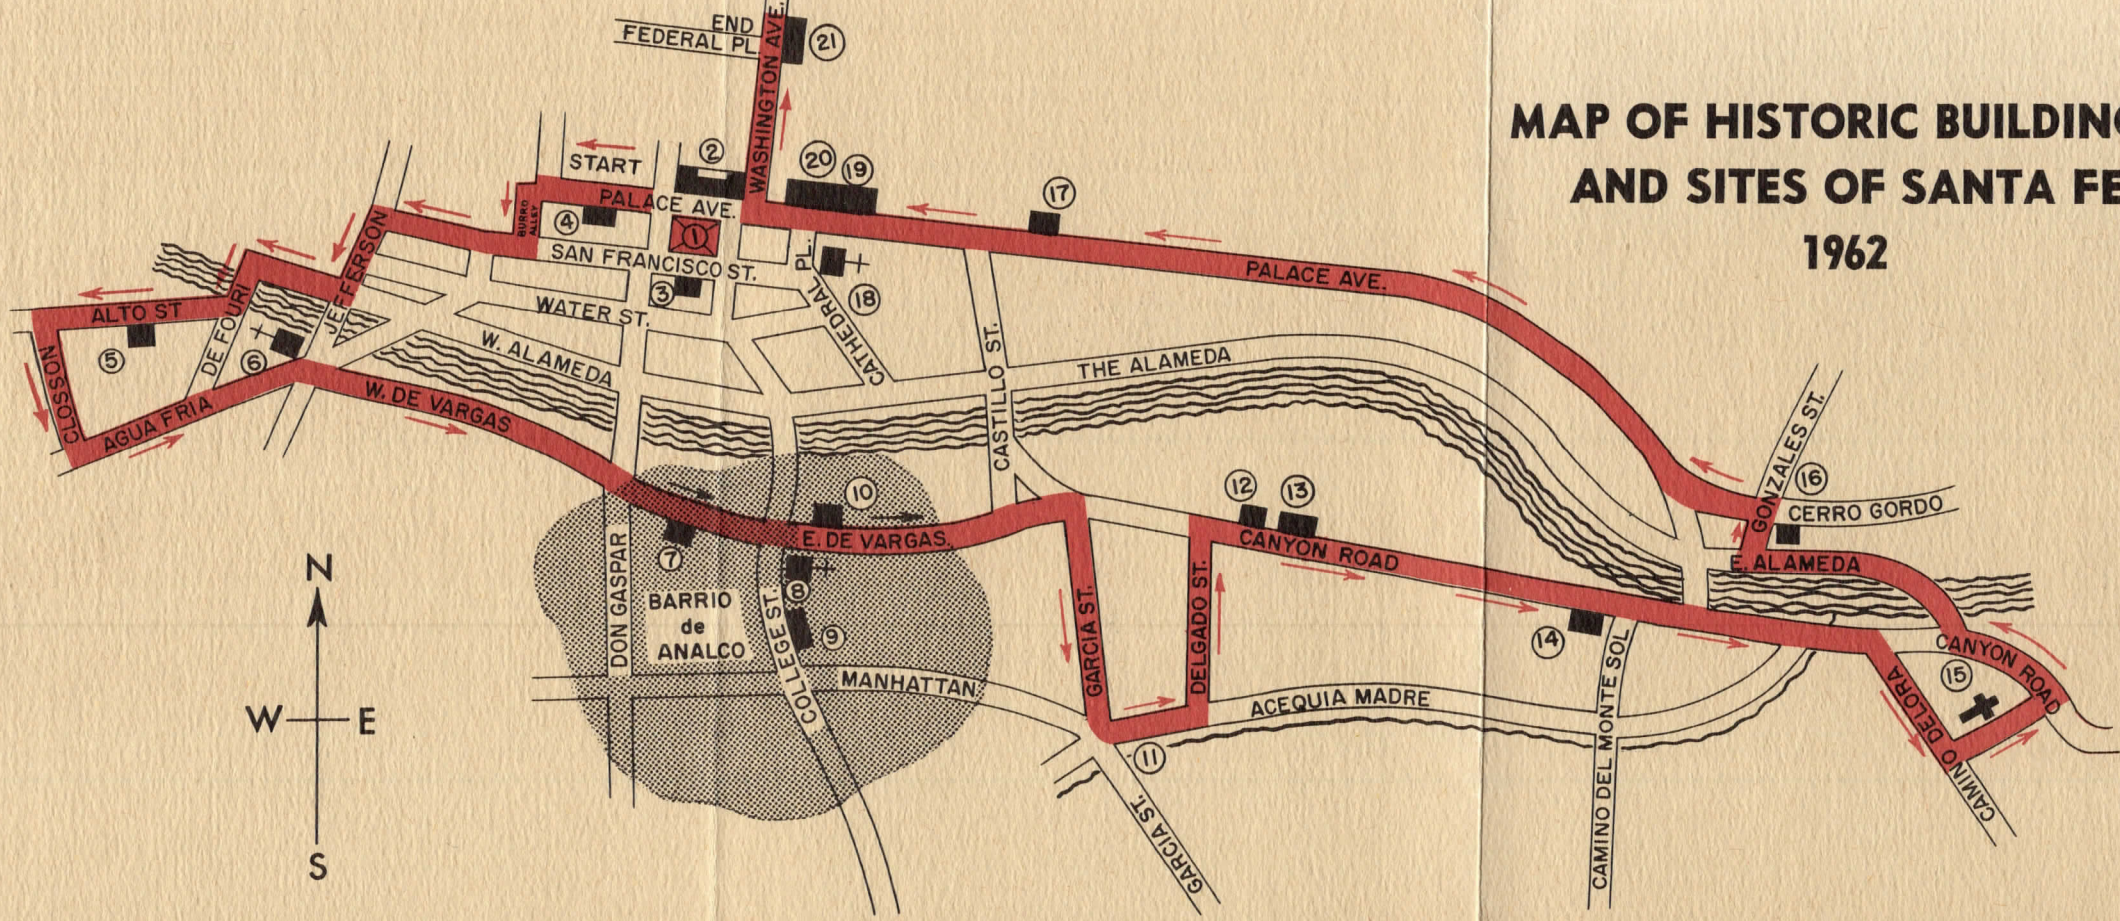 MAP OF HISTORIC BUILDING
AND SITES OF SANTA FE
1962
END
FEDERAL PL.
21
WASHINGTON AVE.
START
2
20
19
17
PALACE AVE.
4
BURRO
ALLEY
1
SAN FRANCISCO ST.
3
WATER ST.
W. ALAMEDA
CATHEDRAL PL.
18
PALACE AVE.
CASTILLO ST.
THE ALAMEDA
JEFFERSON
ALTO ST
DE FOURI
5
6
CLOSSON
AGUA FRIA
W. DE VARGAS
GONZALES ST.
16
CERRO GORDO
E. ALAMEDA
10
12
13
7
E. DE VARGAS.
CANYON ROAD
8
9
BARRIO
de
ANALCO
DON GASPAR
COLLEGE ST.
MANHATTAN
GARCIA ST.
DELGADO ST.
ACEQUIA MADRE
11
GARCIA ST.
14
CAMINO DEL MONTE SOL
CANYON ROAD
15
CAMINO DELORA
CAMINO
N
W
E
S